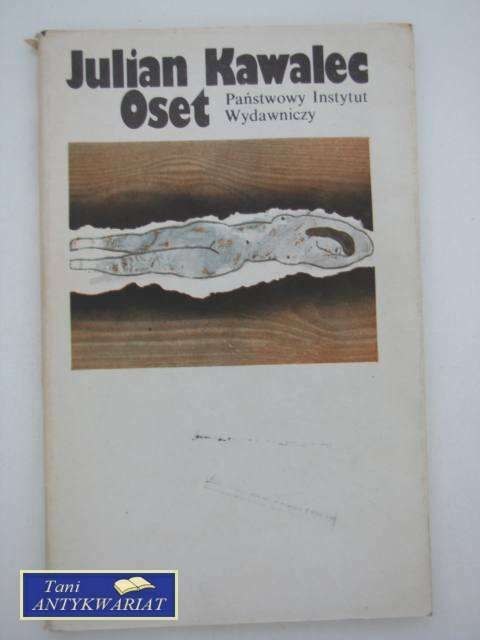 Julian Kawalec
Oset
Państwowy Instytut
Wydawniczy
Tani
ANTYKWARIAT